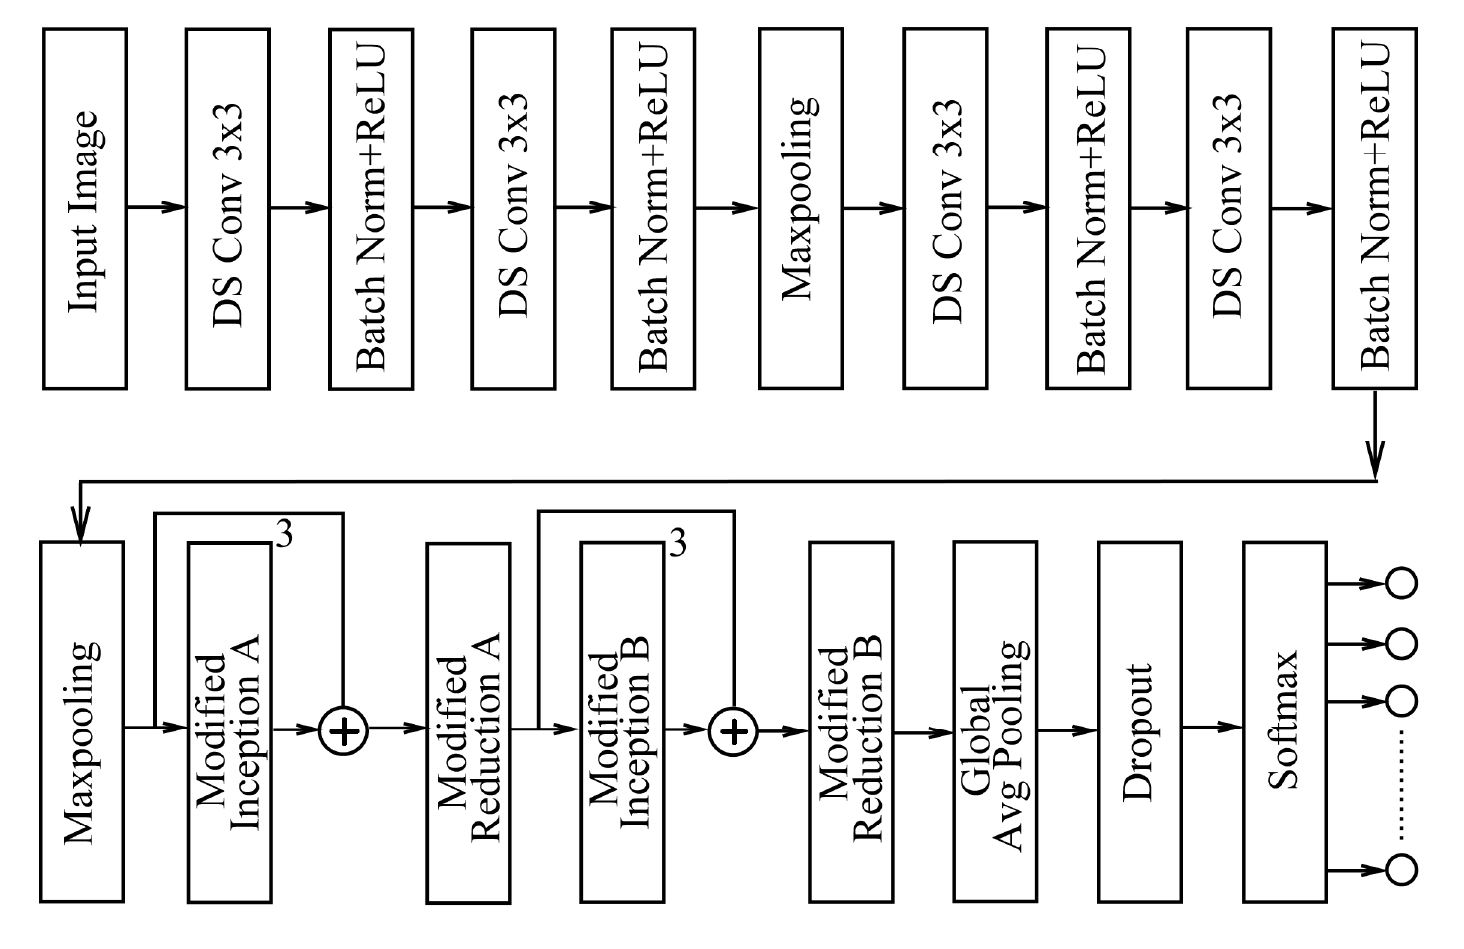 Input Image
DS Conv 3x3
Batch Norm+ReLU
DS Conv 3x3
Batch Norm+ReLU
Maxpooling
DS Conv 3x3
Batch Norm+ReLU
DS Conv 3x3
Batch Norm+ReLU
Maxpooling
Modified
Inception A
3
+
Modified
Reduction A
Modified
Inception B
3
+
Modified
Reduction B
Global
Avg Pooling
Dropout
Softmax